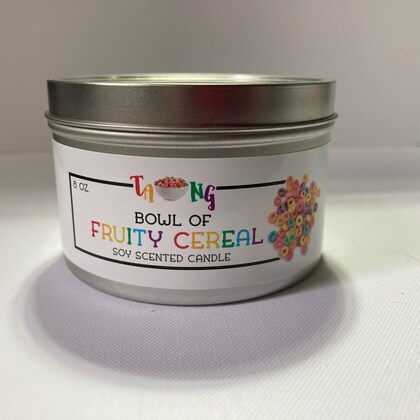 8 OZ
TA NG
BOWL OF
FRUITY CEREAL
SOY SCENTED CANDLE